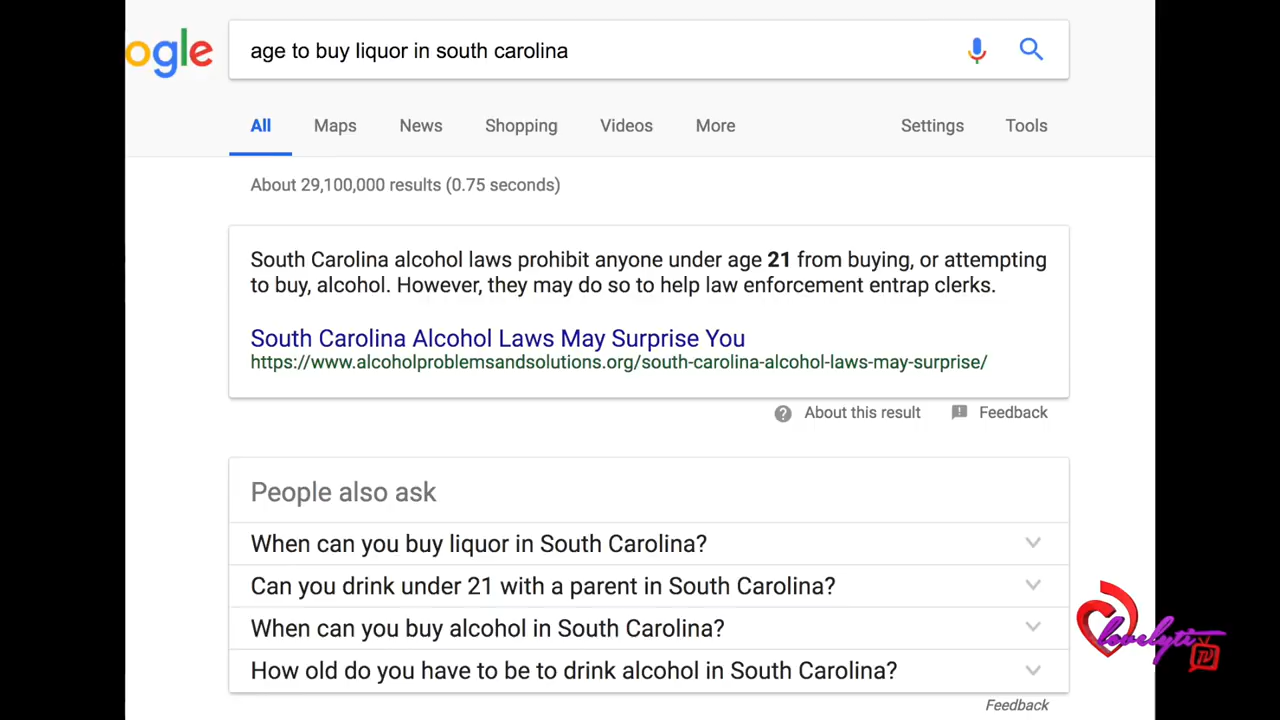 ogle
age to buy liquor in south carolina
All Maps News Shopping Videos More Settings Tools
About 29,100,000 results (0.75 seconds)
South Carolina alcohol laws prohibit anyone under age 21 from buying, or attempting
to buy, alcohol. However, they may do so to help law enforcement entrap clerks.
South Carolina Alcohol Laws May Surprise You
https://www.alcoholproblemsandsolutions.org/south-carolina-alcohol-laws-may-surprise/
About this result Feedback
People also ask
When can you buy liquor in South Carolina?
Can you drink under 21 with a parent in South Carolina?
When can you buy alcohol in South Carolina?
How old do you have to be to drink alcohol in South Carolina?
Feedback
lovelyti
TV